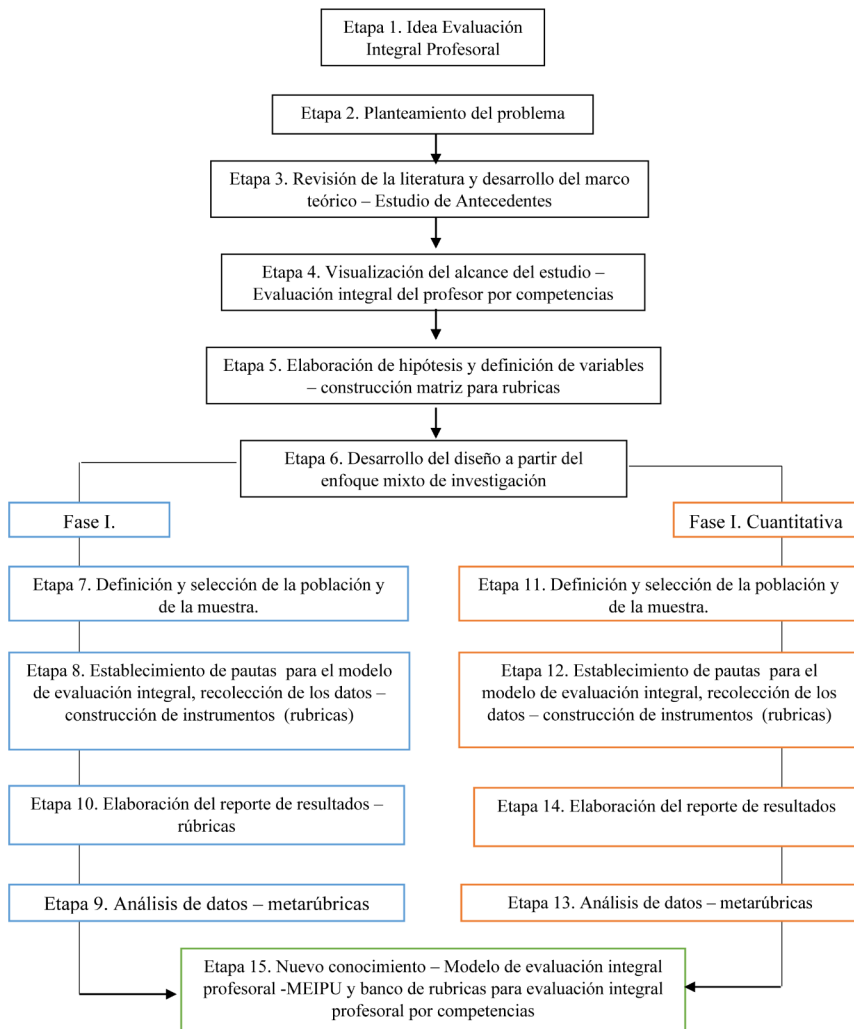 Etapa 1. Idea Evaluación
Integral Profesoral
Etapa 2. Planteamiento del problema
Etapa 3. Revisión de la literatura y desarrollo del marco
teórico – Estudio de Antecedentes
Etapa 4. Visualización del alcance del estudio –
Evaluación integral del profesor por competencias
Etapa 5. Elaboración de hipótesis y definición de variables
– construcción matriz para rubricas
Etapa 6. Desarrollo del diseño a partir del
enfoque mixto de investigación
Fase I.
Etapa 7. Definición y selección de la población y
de la muestra.
Etapa 8. Establecimiento de pautas  para el modelo
de evaluación integral, recolección de los datos –
construcción de instrumentos  (rubricas)
Etapa 10. Elaboración del reporte de resultados –
rúbricas
Etapa 9. Análisis de datos – metarúbricas
Fase I. Cuantitativa
Etapa 11. Definición y selección de la población y
de la muestra.
Etapa 12. Establecimiento de pautas  para el
modelo de evaluación integral, recolección de los
datos – construcción de instrumentos  (rubricas)
Etapa 14. Elaboración del reporte de resultados
Etapa 13. Análisis de datos – metarúbricas
Etapa 15. Nuevo conocimiento – Modelo de evaluación integral
profesoral -MEIPU y banco de rubricas para evaluación integral
profesoral por competencias